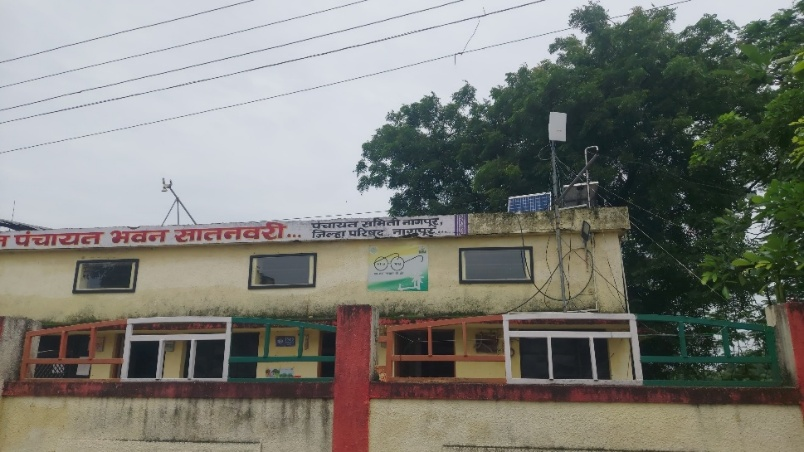 पंचायत भवन सातनवरी...
पंचायत समिती नागपुर,
जिल्हा परिषद नागपुर...